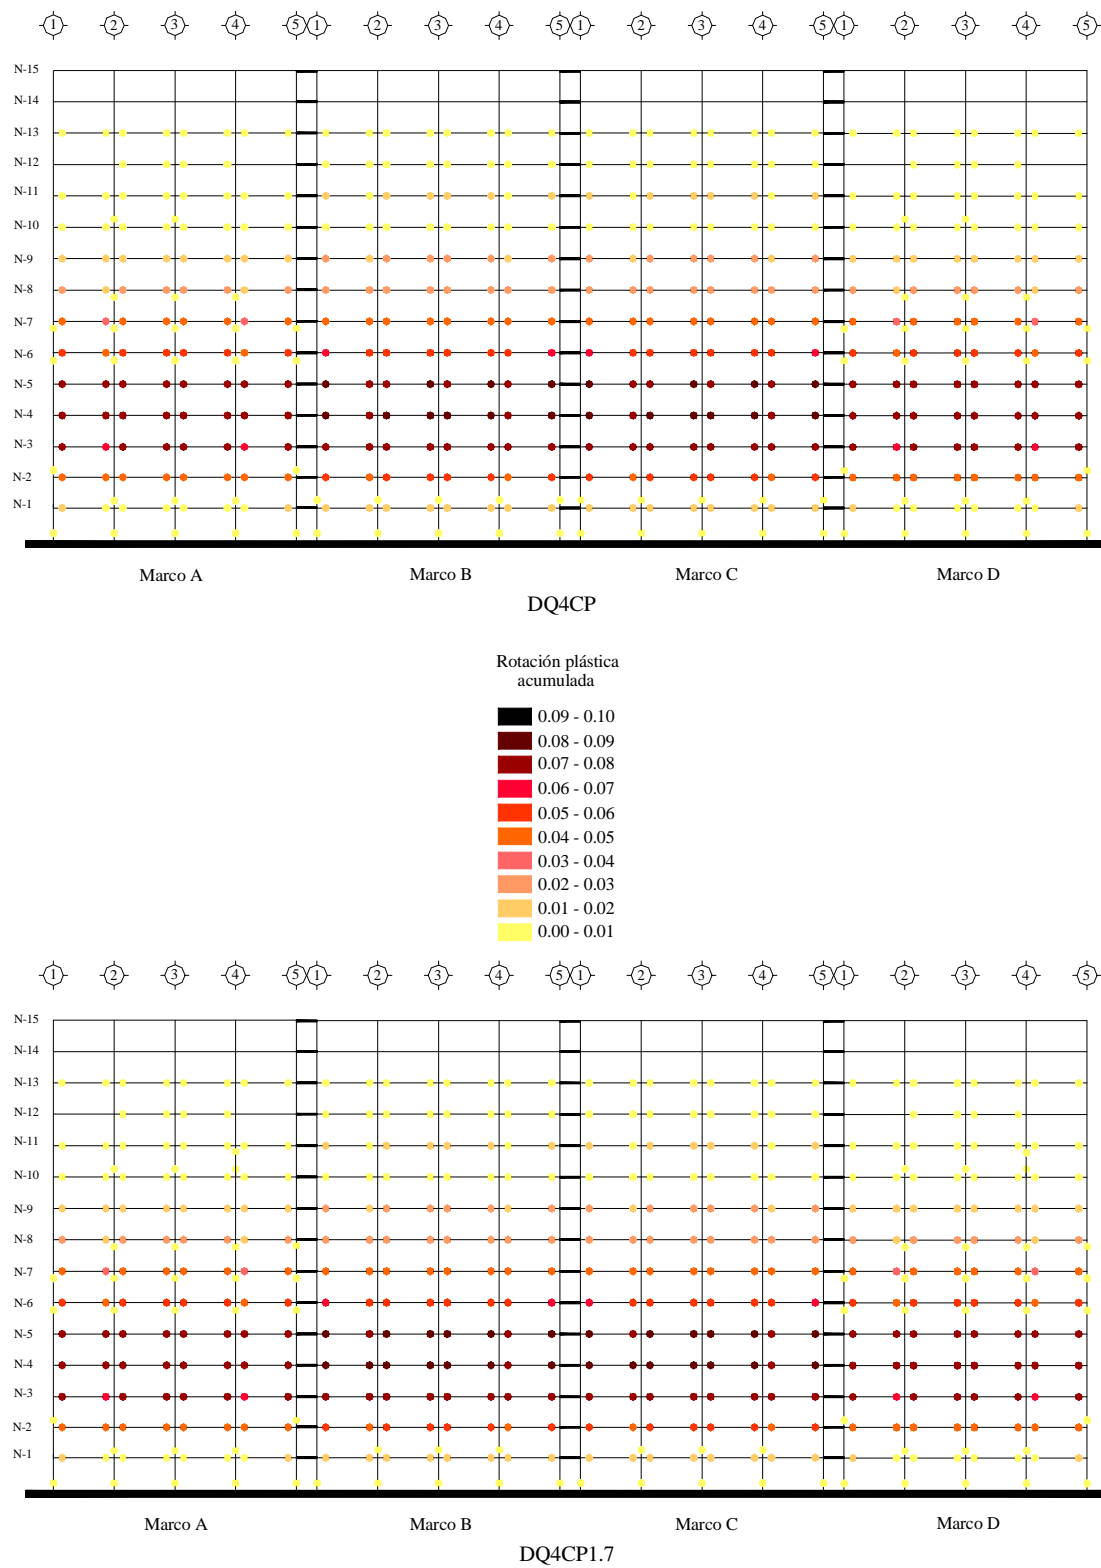 1 2 3 4 5 1 2 3 4 5 1 2 3 4 5 1 2 3 4 5
N-15
N-14
N-13
N-12
N-11
N-10
N-9
N-8
N-7
N-6
N-5
N-4
N-3
N-2
N-1
Marco A Marco B Marco C Marco D
DQ4CP
Rotación plástica
acumulada
0.09 - 0.10
0.08 - 0.09
0.07 - 0.08
0.06 - 0.07
0.05 - 0.06
0.04 - 0.05
0.03 - 0.04
0.02 - 0.03
0.01 - 0.02
0.00 - 0.01
1 2 3 4 5 1 2 3 4 5 1 2 3 4 5 1 2 3 4 5
N-15
N-14
N-13
N-12
N-11
N-10
N-9
N-8
N-7
N-6
N-5
N-4
N-3
N-2
N-1
Marco A Marco B Marco C Marco D
DQ4CP1.7